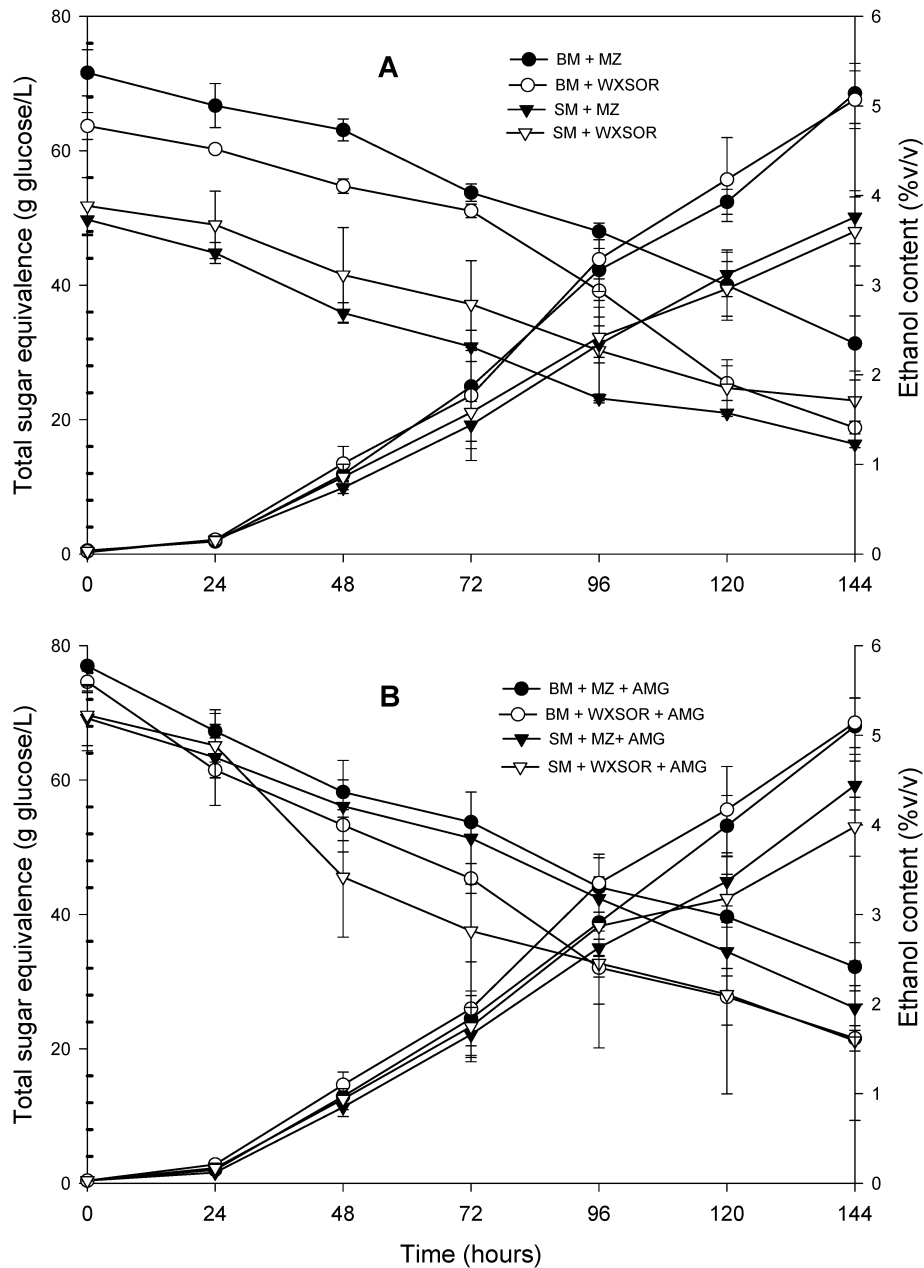 Total sugar equivalence (g glucose/L)
80
60
40
20
0
A
BM + MZ
BM + WXSOR
SM + MZ
SM + WXSOR
6
5
4
3
2
1
0
Ethanol content (%v/v)
0 24 48 72 96 120 144
Total sugar equivalence (g glucose/L)
80
60
40
20
0
B
BM + MZ + AMG
BM + WXSOR + AMG
SM + MZ+ AMG
SM + WXSOR + AMG
6
5
4
3
2
1
0
Ethanol content (%v/v)
0 24 48 72 96 120 144
Time (hours)